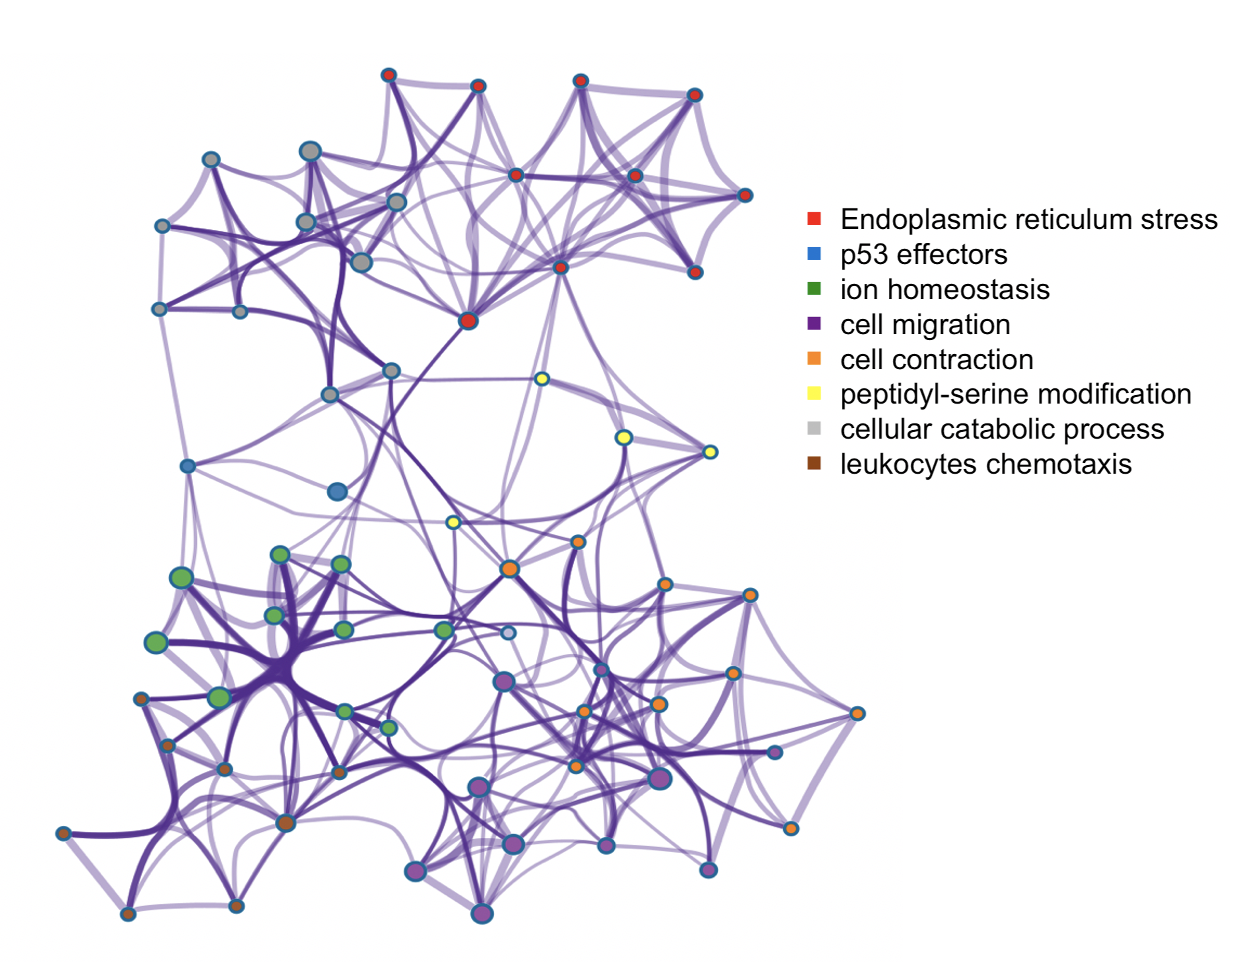 Endoplasmic reticulum stress
p53 effectors
ion homeostasis
cell migration
cell contraction
peptidyl-serine modification
cellular catabolic process
leukocytes chemotaxis